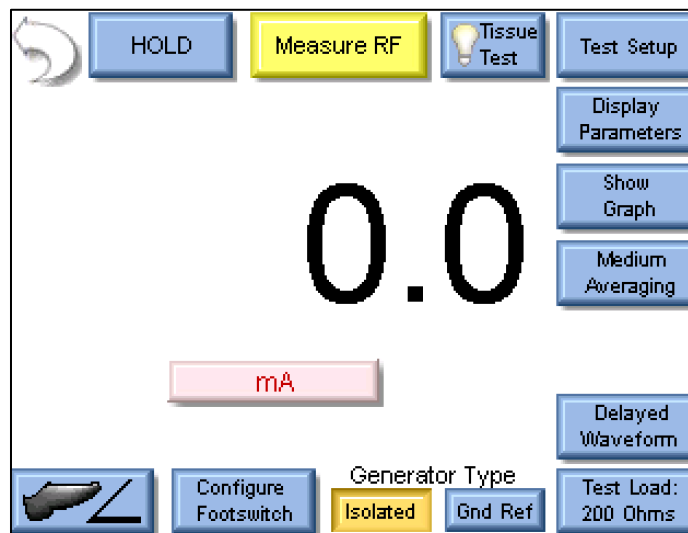 HOLD
Measure RF
Tissue
Test
Test Setup
Display
Parameters
Show
Graph
Medium
Averaging
0.0
mA
Delayed
Waveform
Configure
Footswitch
Generator Type
Isolated
Gnd Ref
Test Load:
200 Ohms